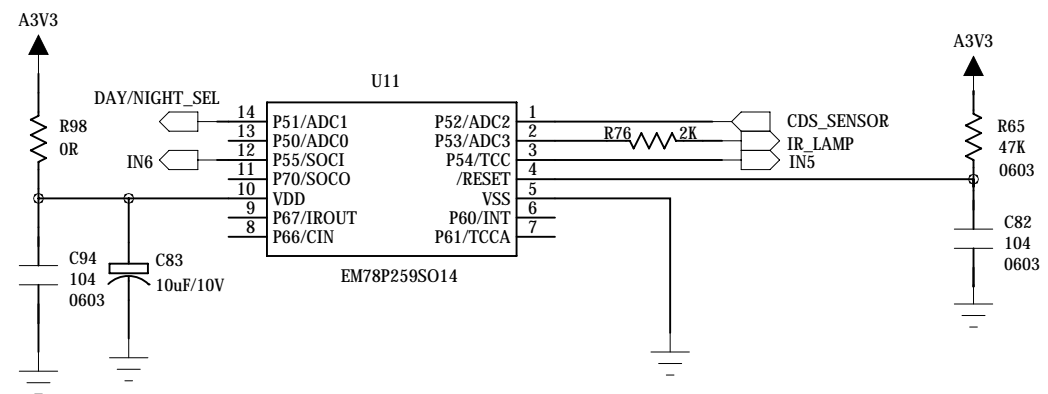 A3V3
R98
0R
DAY/NIGHT_SEL
IN6
C94
104
0603
C83
10uF/10V
U11
14 P51/ADC1
13 P50/ADC0
12 P55/SOCI
11 P70/SOCO
10 VDD
9 P67/IROUT
8 P66/CIN
P52/ADC2 1
P53/ADC3 2
P54/TCC 3
/RESET 4
VSS 5
P60/INT 6
P61/TCCA 7
EM78P259SO14
R76 2K
CDS_SENSOR
IR_LAMP
IN5
A3V3
R65
47K
0603
C82
104
0603